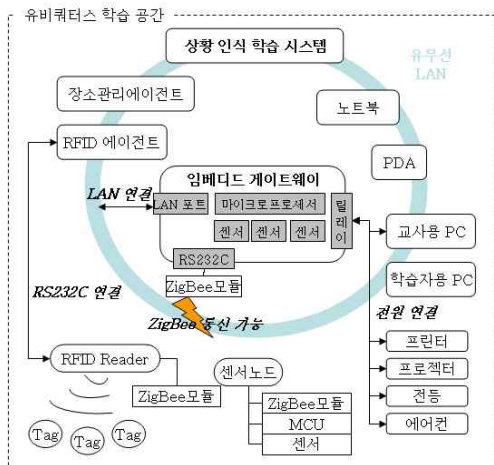 유비쿼터스 학습 공간
상황 인식 학습 시스템
유무선
LAN
장소관리에이전트
노트북
RFID 에이전트
PDA
임베디드 게이트웨이
LAN 연결
LAN 포트
마이크로프로세서
릴레이
센서
센서
센서
교사용 PC
RS232C
학습자용 PC
ZigBee모듈
RS232C 연결
전원 연결
ZigBee 통신 가능
프린터
RFID Reader
센서노드
프로젝터
ZigBee모듈
ZigBee모듈
전등
MCU
에어컨
센서
Tag
Tag
Tag